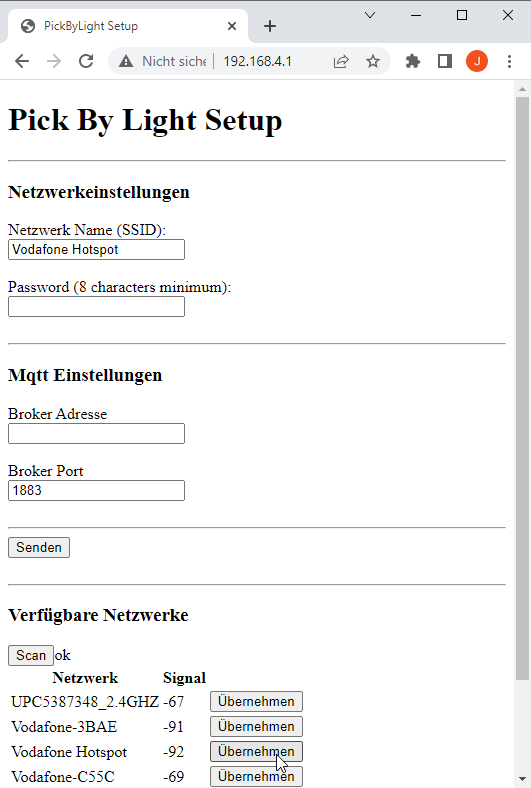 PickByLight Setup
Nicht siche
192.168.4.1
J
Pick By Light Setup
Netzwerkeinstellungen
Netzwerk Name (SSID):
Vodafone Hotspot
Password (8 characters minimum):
Mqtt Einstellungen
Broker Adresse
Broker Port
1883
Senden
Verfügbare Netzwerke
Scan ok
Netzwerk Signal
UPC5387348_2.4GHZ -67 Übernehmen
Vodafone-3BAE -91 Übernehmen
Vodafone Hotspot -92 Übernehmen
Vodafone-C55C -69 Übernehmen